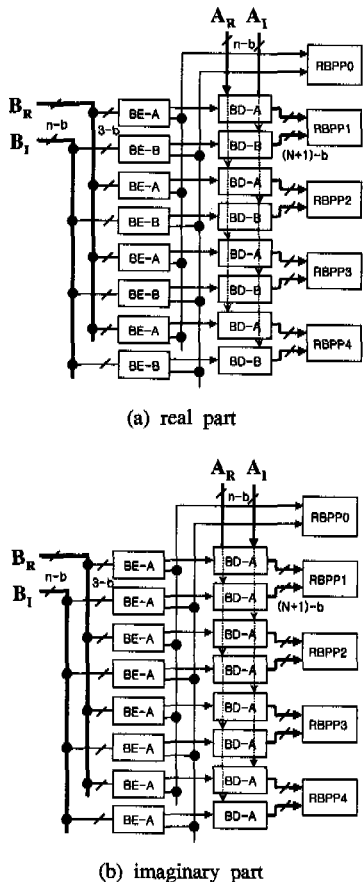 A_R A_I
n-b
RBPP0
B_R n-b
3-b BE-A BD-A
RBPP1
B_I
BE-B BD-B
(N+1)-b
BE-A BD-A
RBPP2
BE-B BD-B
BE-A BD-A
RBPP3
BE-B BD-B
BE-A BD-A
RBPP4
BE-B BD-B
(a) real part
A_R A_I
n-b
RBPP0
B_R
n-b
3-b BE-A BD-A
RBPP1
B_I
BE-A BD-A
(N+1)-b
BE-A BD-A
RBPP2
BE-A BD-A
BE-A BD-A
RBPP3
BE-A BD-A
BE-A BD-A
RBPP4
BE-A BD-A
(b) imaginary part